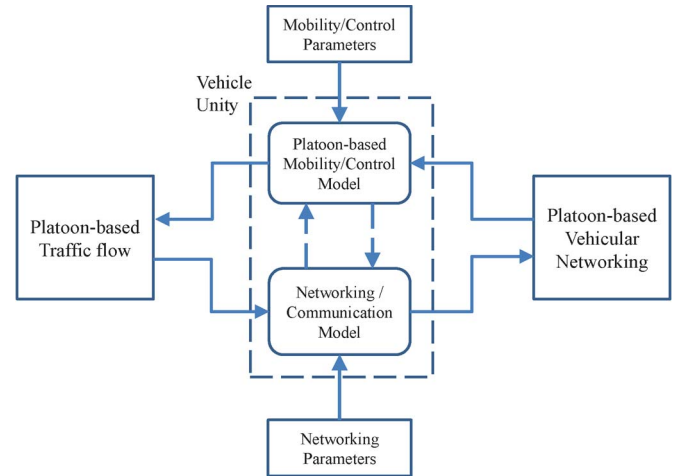 Mobility/Control
Parameters
Vehicle
Unity
Platoon-based
Mobility/Control
Model
Platoon-based
Traffic flow
Platoon-based
Vehicular
Networking
Networking /
Communication
Model
Networking
Parameters